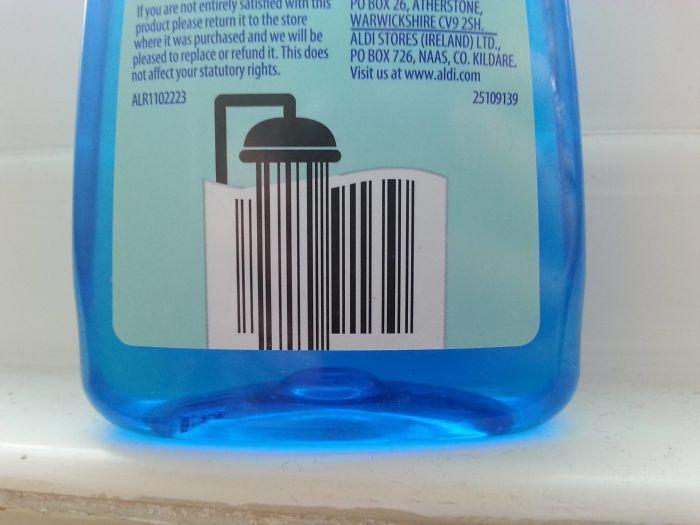 If you are not entirely satisfied with this
product please return it to the store
where it was purchased and we will be
pleased to replace or refund it. This does
not affect your statutory rights.
ALR1102223
PO BOX 26, ATHERSTONE,
WARWICKSHIRE CV9 2SH.
ALDI STORES (IRELAND) LTD.,
PO BOX 726, NAAS, CO. KILDARE.
Visit us at www.aldi.com
25109139